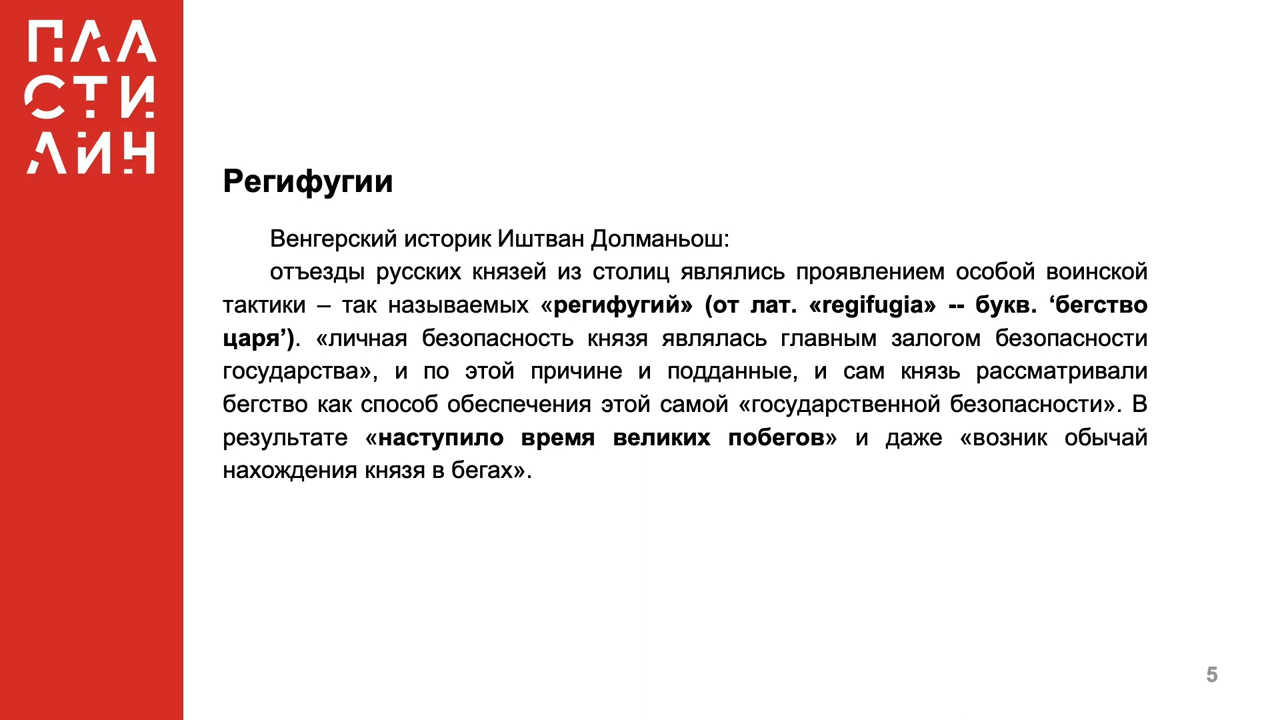 ПЛА
СТИ
ЛИН
Регифугии
Венгерский историк Иштван Долманьош:
отъезды русских князей из столиц являлись проявлением особой воинской
тактики – так называемых «регифугий» (от лат. «regifugia» -- букв. ‘бегство
царя’). «личная безопасность князя являлась главным залогом безопасности
государства», и по этой причине и подданные, и сам князь рассматривали
бегство как способ обеспечения этой самой «государственной безопасности». В
результате «наступило время великих побегов» и даже «возник обычай
нахождения князя в бегах».
5